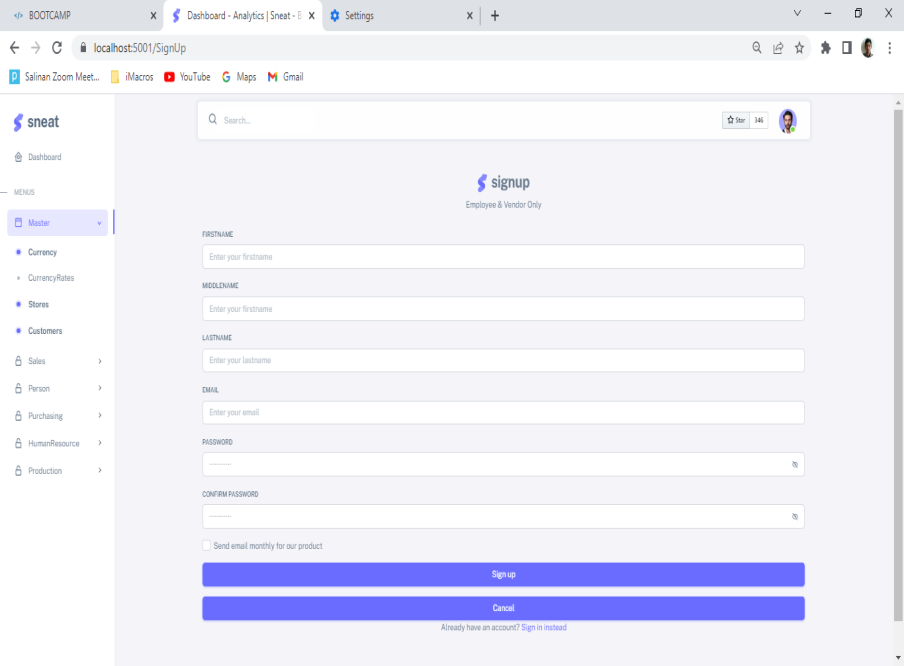 BOOTCAMP
Dashboard - Analytics | Sneat - B
Settings
localhost:5001/SignUp
Salinan Zoom Meet...
iMacros
YouTube
Maps
Gmail
sneat
Search...
Star 346
Dashboard
MENUS
Master
Currency
CurrencyRates
Stores
Customers
Sales
Person
Purchasing
HumanResource
Production
signup
Employee & Vendor Only
FIRSTNAME
Enter your firstname
MIDDLENAME
Enter your firstname
LASTNAME
Enter your lastname
EMAIL
Enter your email
PASSWORD
CONFIRM PASSWORD
Send email monthly for our product
Sign up
Cancel
Already have an account? Sign in instead